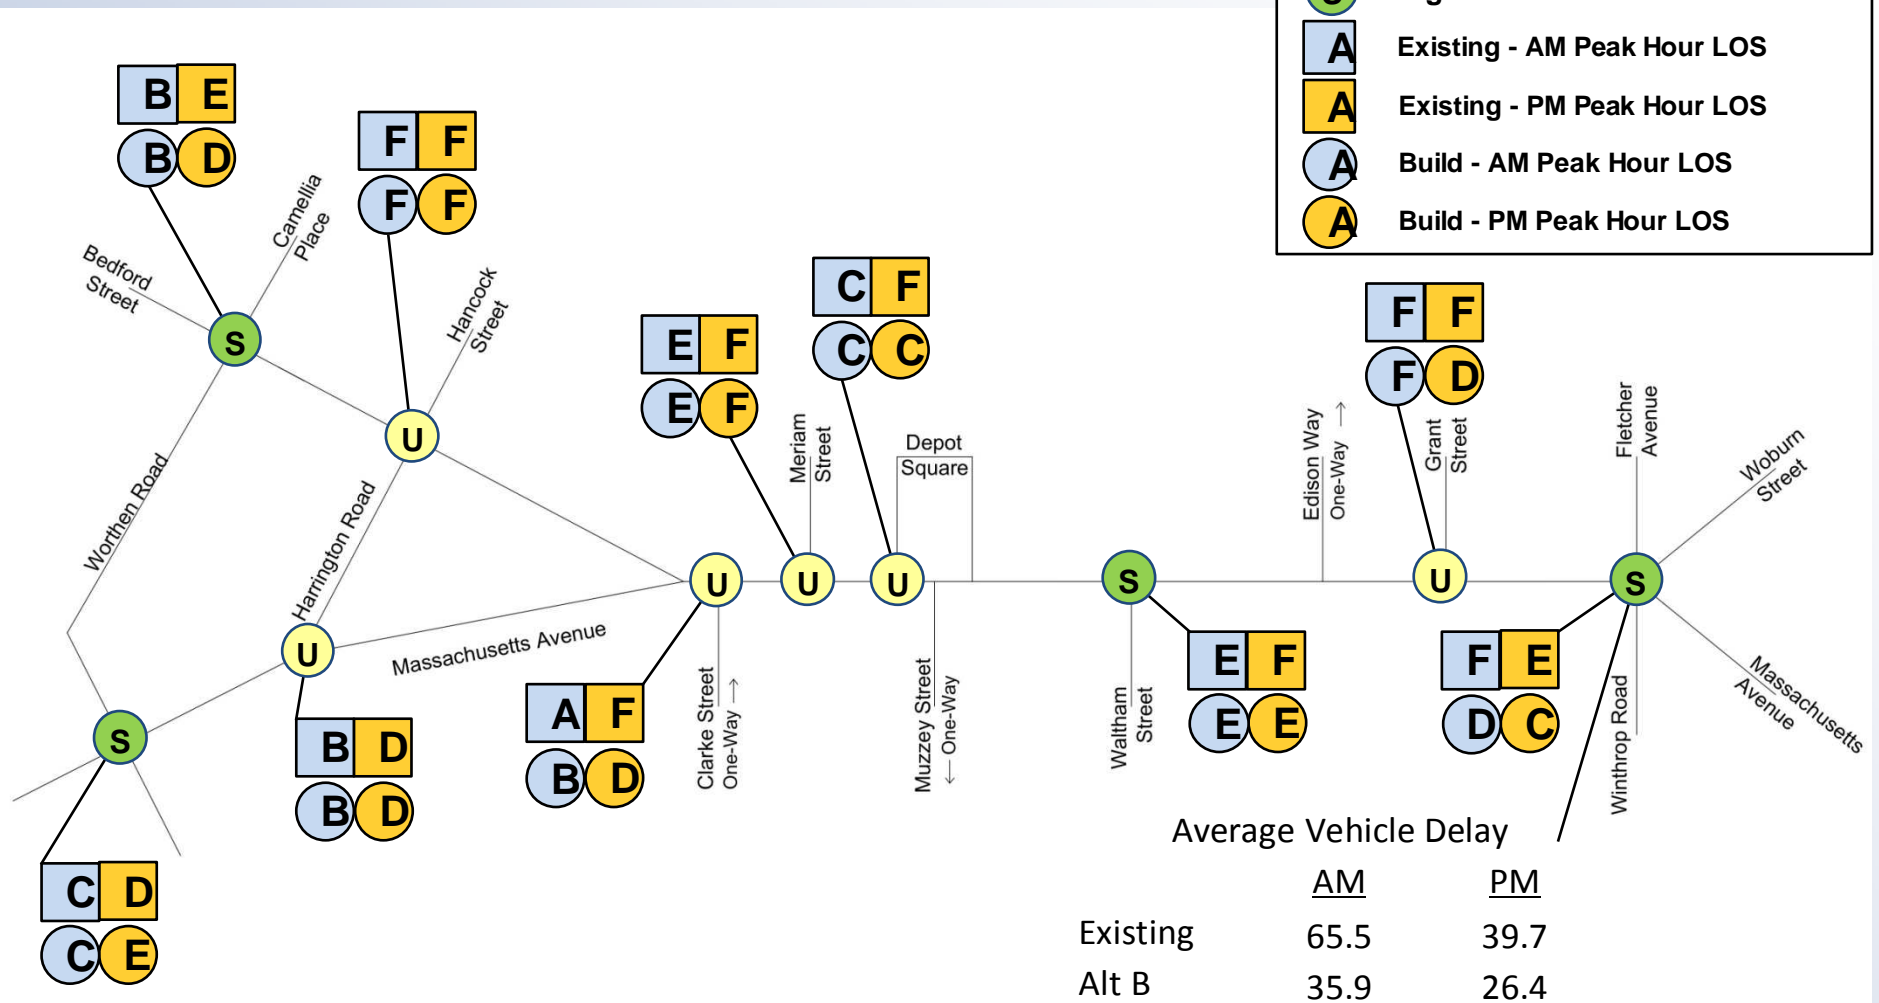 S
A Existing - AM Peak Hour LOS
A Existing - PM Peak Hour LOS
A Build - AM Peak Hour LOS
A Build - PM Peak Hour LOS
B E
B D
F F
F F
Camellia
Place
Bedford
Street
Hancock
Street
S
U
E F
E F
C F
C C
F F
F D
Meriam
Street
Depot
Square
Edison Way
One-Way →
Grant
Street
Fletcher
Avenue
Woburn
Street
Worthen Road
Harrington Road
U
U
U
S
U
S
U
Massachusetts Avenue
S
B D
B D
A F
B D
Clarke Street
One-Way →
Muzzey Street
← One-Way
Waltham
Street
E F
E E
F E
D C
Winthrop Road
Massachusetts
Avenue
C D
C E
Average Vehicle Delay
AM PM
Existing 65.5 39.7
Alt B 35.9 26.4